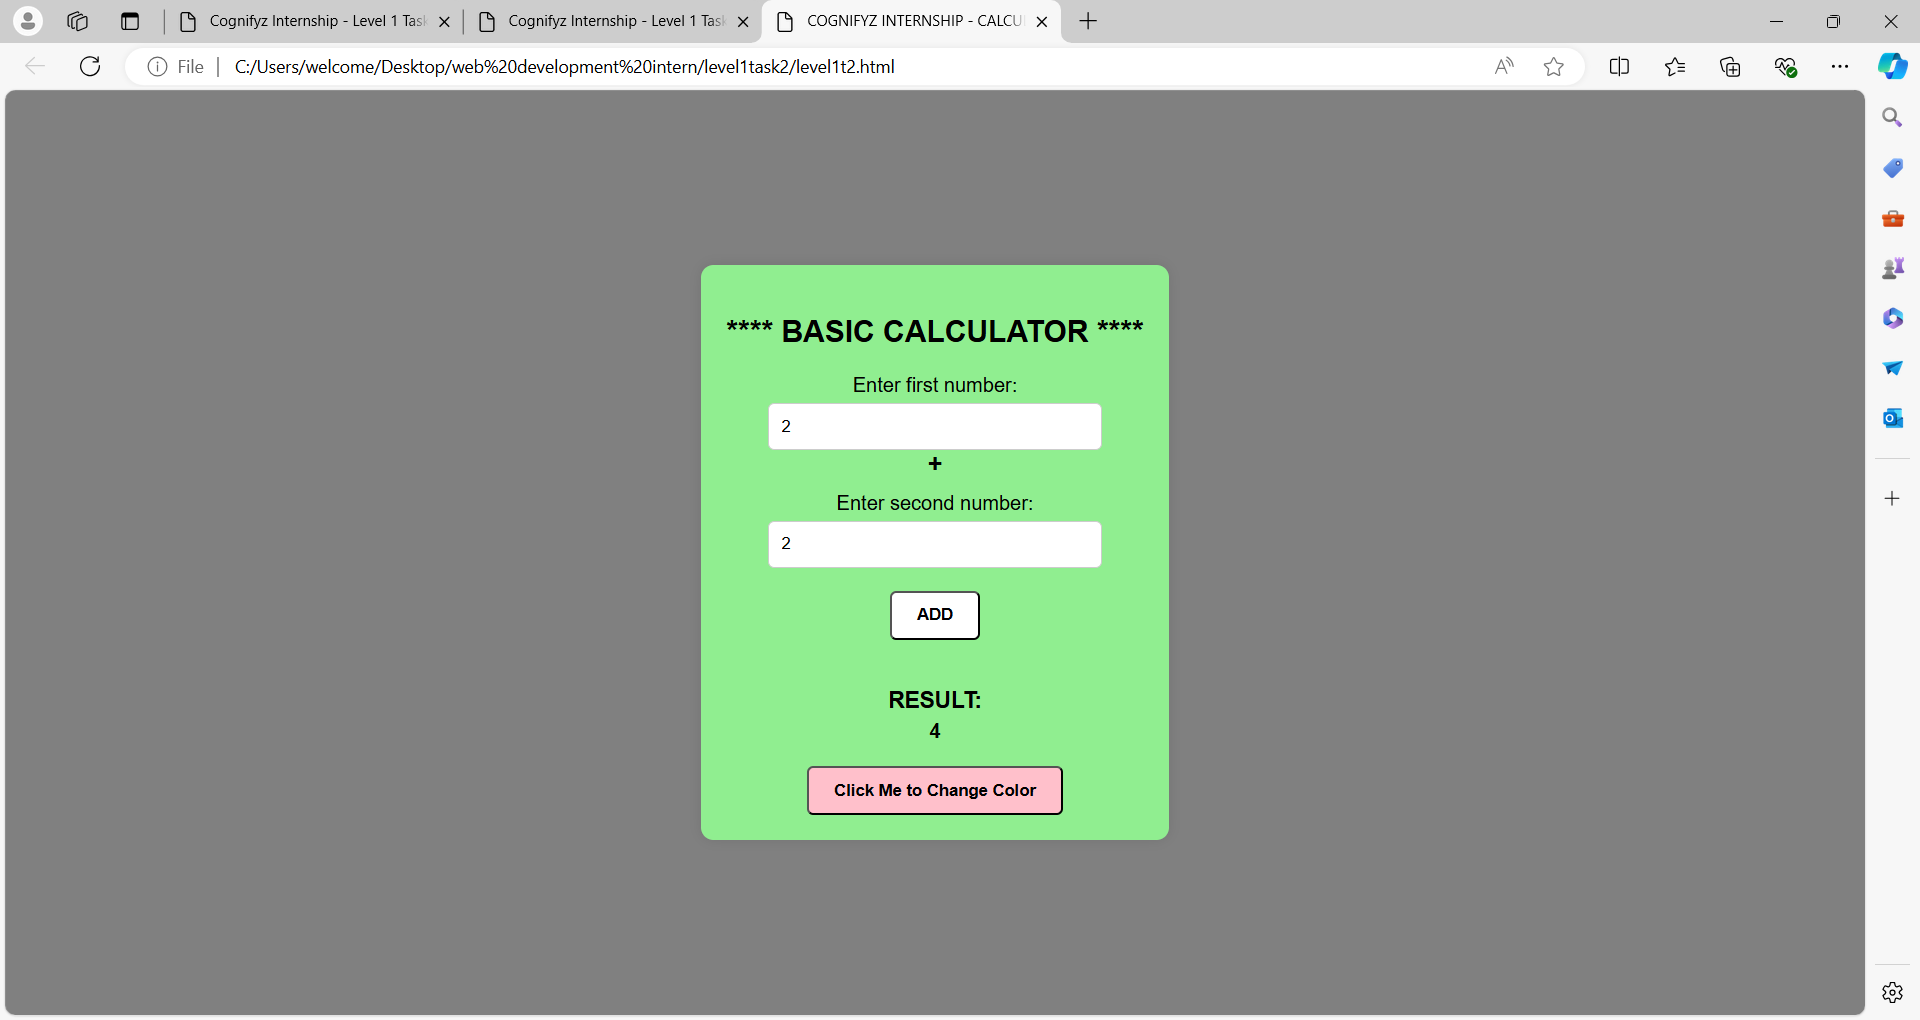 Cognifyz Internship - Level 1 Tas
Cognifyz Internship - Level 1 Task
COGNIFYZ INTERNSHIP - CALCU
File
C:/Users/welcome/Desktop/web%20development%20intern/level1task2/level1t2.html
**** BASIC CALCULATOR ****
Enter first number:
2
+
Enter second number:
2
ADD
RESULT:
4
Click Me to Change Color